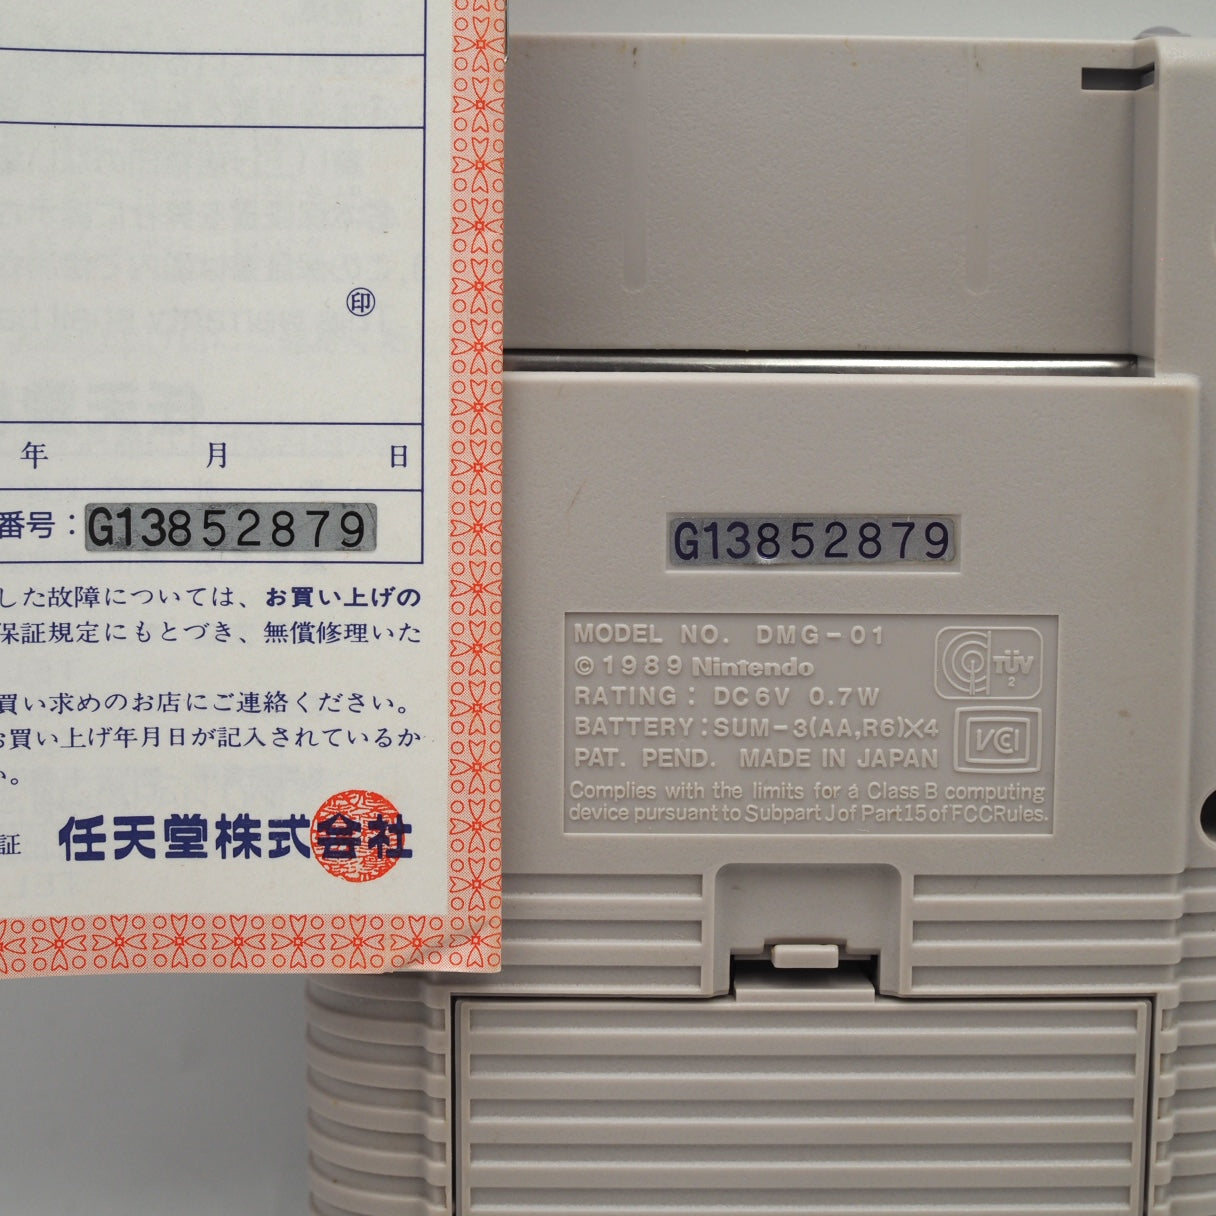 ㊞
年 月 日
番号：G13852879
した故障については、お買い上げの
保証規定にもとづき、無償修理いた
買い求めのお店にご連絡ください。
お買い上げ年月日が記入されているか
い。
証 任天堂株式会社
G13852879
MODEL NO. DMG-01
©1989 Nintendo
RATING: DC6V 0.7W
BATTERY:SUM-3(AA,R6)X4
PAT. PEND. MADE IN JAPAN
Complies with the limits for a Class B computing
device pursuant to Subpart J of Part 15 of FCC Rules.
TÜV
2
VCI